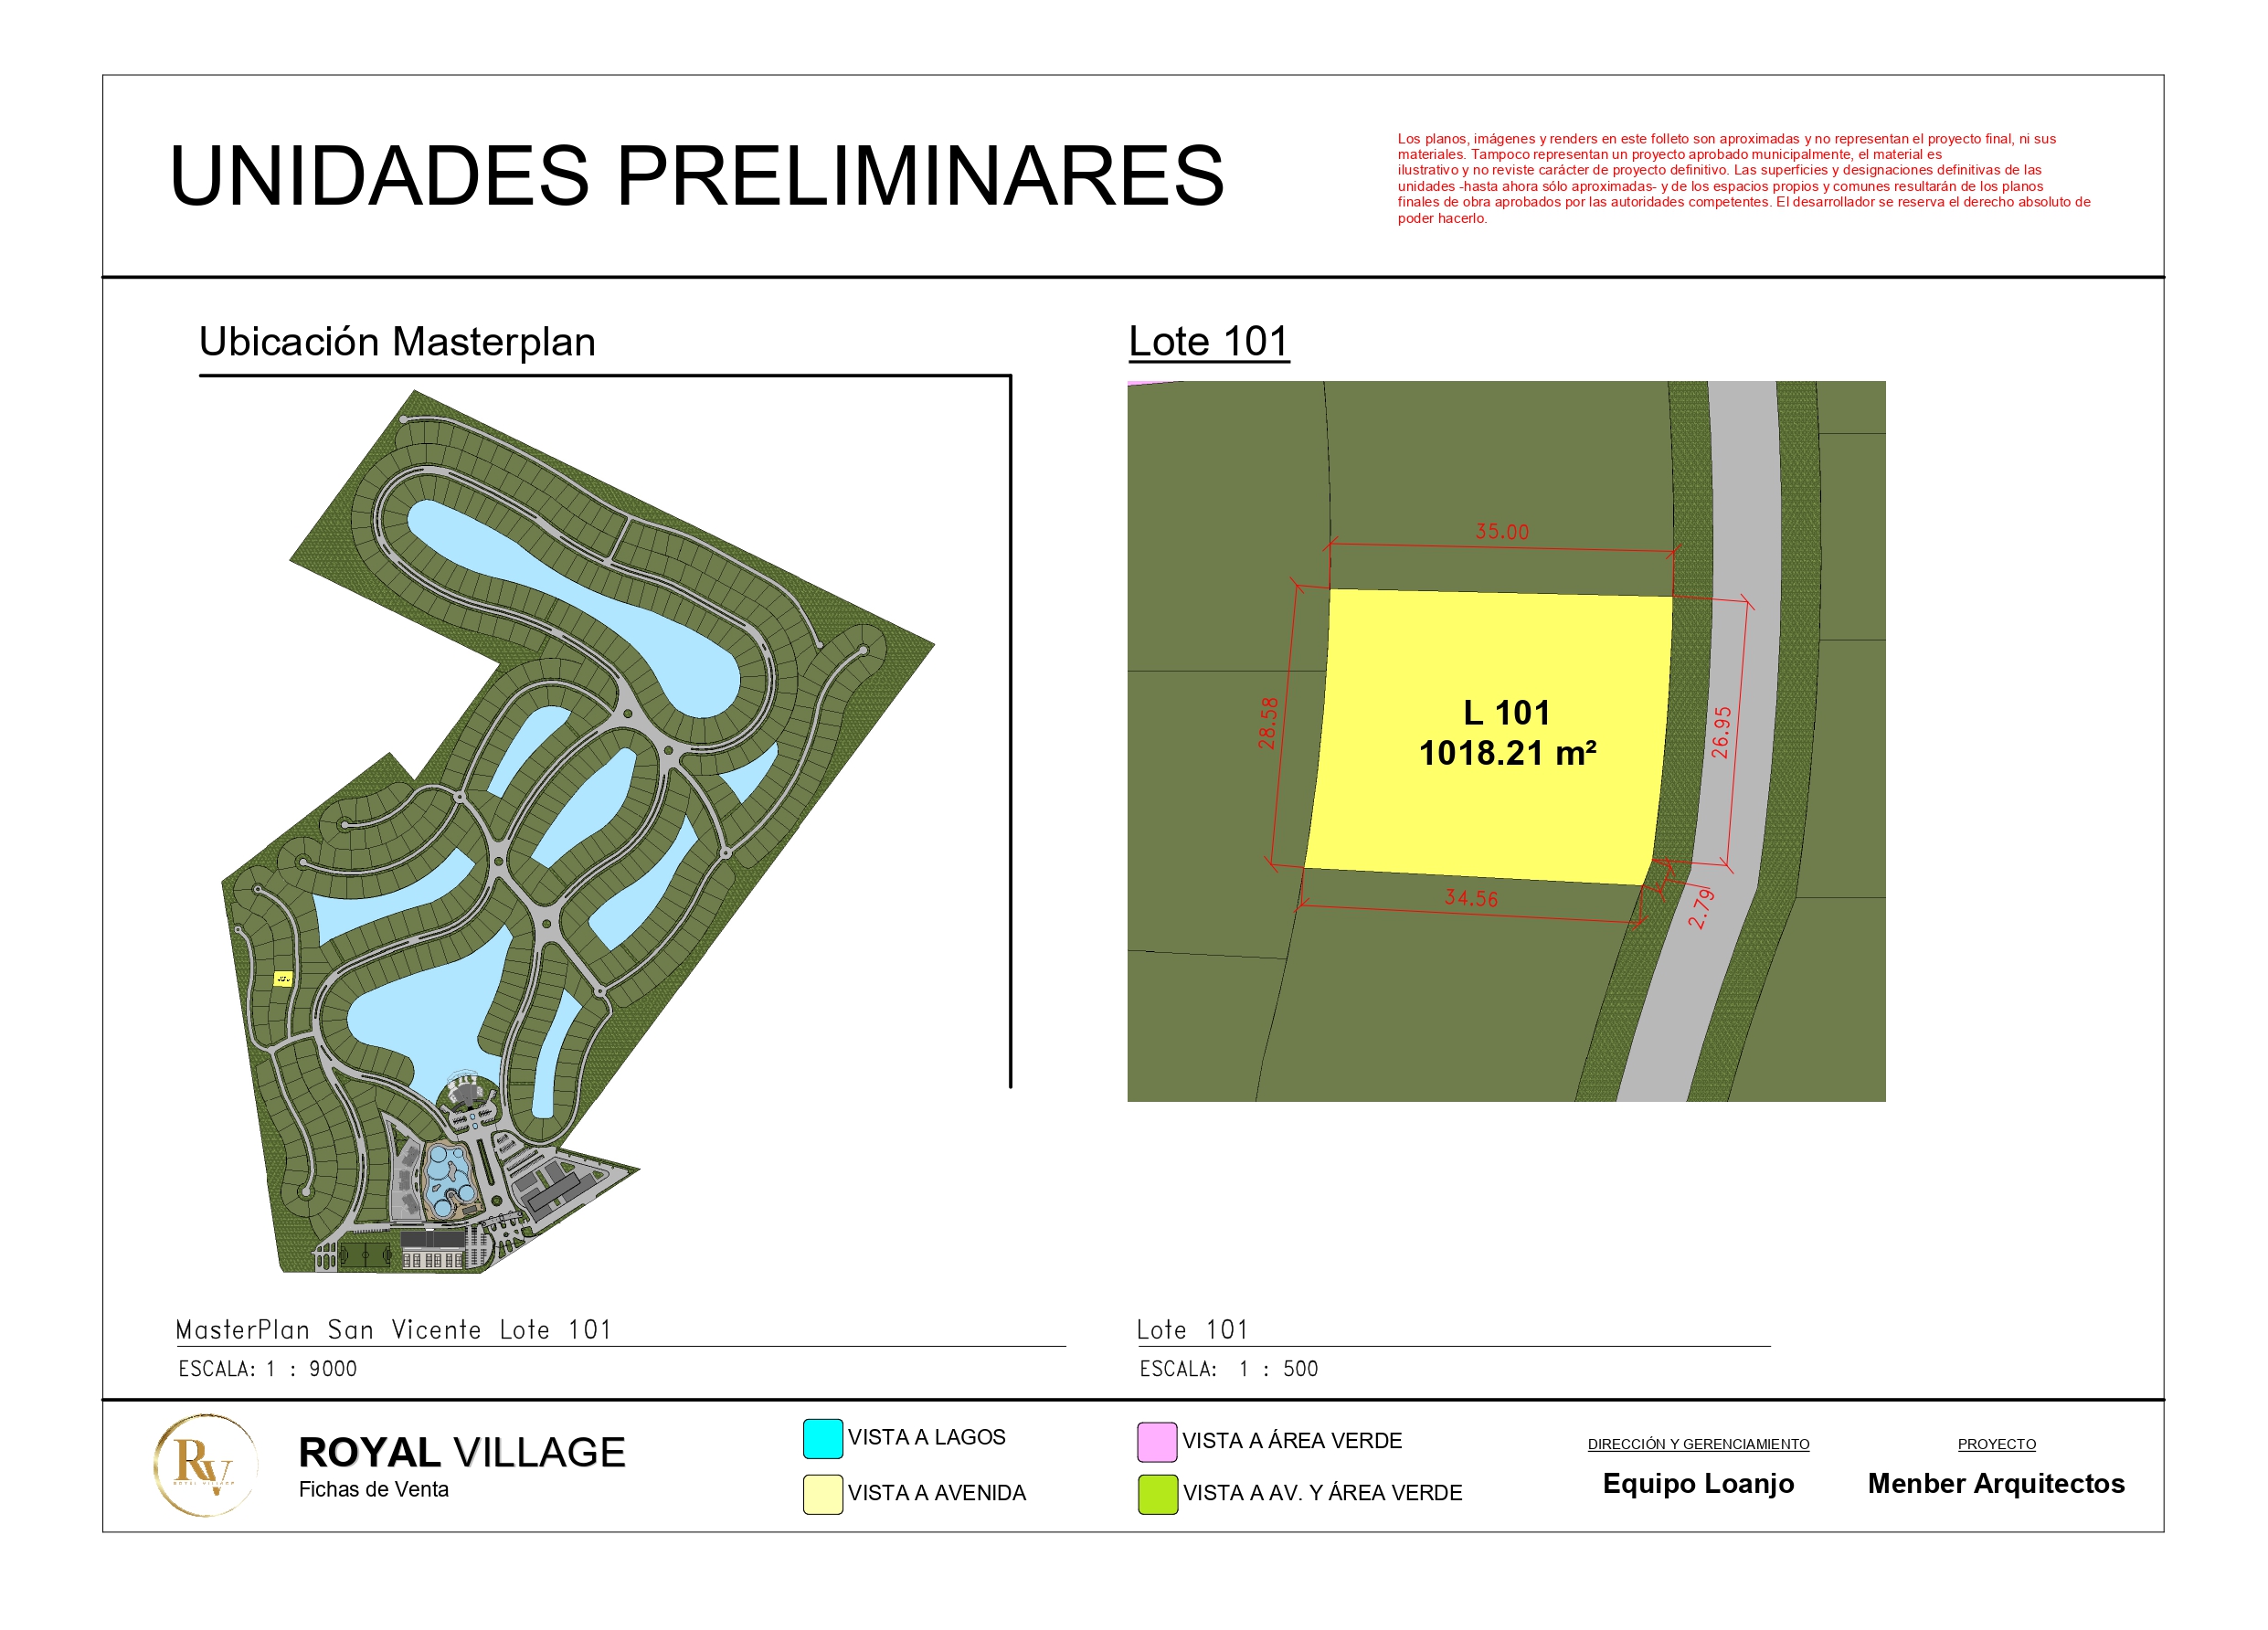 UNIDADES PRELIMINARES
Los planos, imágenes y renders en este folleto son aproximadas y no representan el proyecto final, ni sus
materiales. Tampoco representan un proyecto aprobado municipalmente, el material es
ilustrativo y no reviste carácter de proyecto definitivo. Las superficies y designaciones definitivas de las
unidades -hasta ahora sólo aproximadas- y de los espacios propios y comunes resultarán de los planos
finales de obra aprobados por las autoridades competentes. El desarrollador se reserva el derecho absoluto de
poder hacerlo.
Ubicación Masterplan
Lote 101
35.00
28.58
L 101
1018.21 m²
26.95
34.56
2.79
MasterPlan San Vicente Lote 101
ESCALA: 1 : 9000
Lote 101
ESCALA: 1 : 500
RV
ROYAL VILLAGE
ROYAL VILLAGE
Fichas de Venta
VISTA A LAGOS
VISTA A AVENIDA
VISTA A ÁREA VERDE
VISTA A AV. Y ÁREA VERDE
DIRECCIÓN Y GERENCIAMIENTO
Equipo Loanjo
PROYECTO
Menber Arquitectos